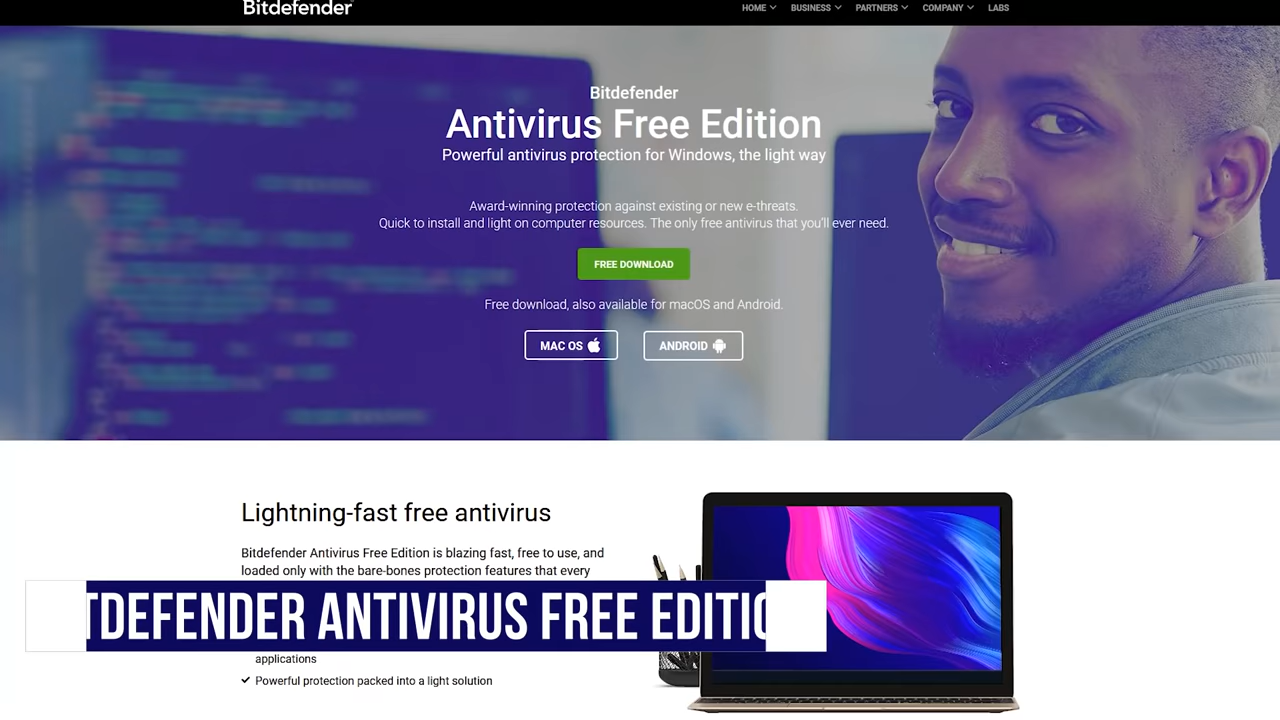 Bitdefender
HOME BUSINESS PARTNERS COMPANY LABS
Bitdefender
Antivirus Free Edition
Powerful antivirus protection for Windows, the light way
Award-winning protection against existing or new e-threats.
Quick to install and light on computer resources. The only free antivirus that you'll ever need.
FREE DOWNLOAD
Free download, also available for macOS and Android.
MAC OS
ANDROID
Lightning-fast free antivirus
Bitdefender Antivirus Free Edition is blazing fast, free to use, and
loaded only with the bare-bones protection features that every
TDEFENDER ANTIVIRUS FREE EDITIO
applications
Powerful protection packed into a light solution